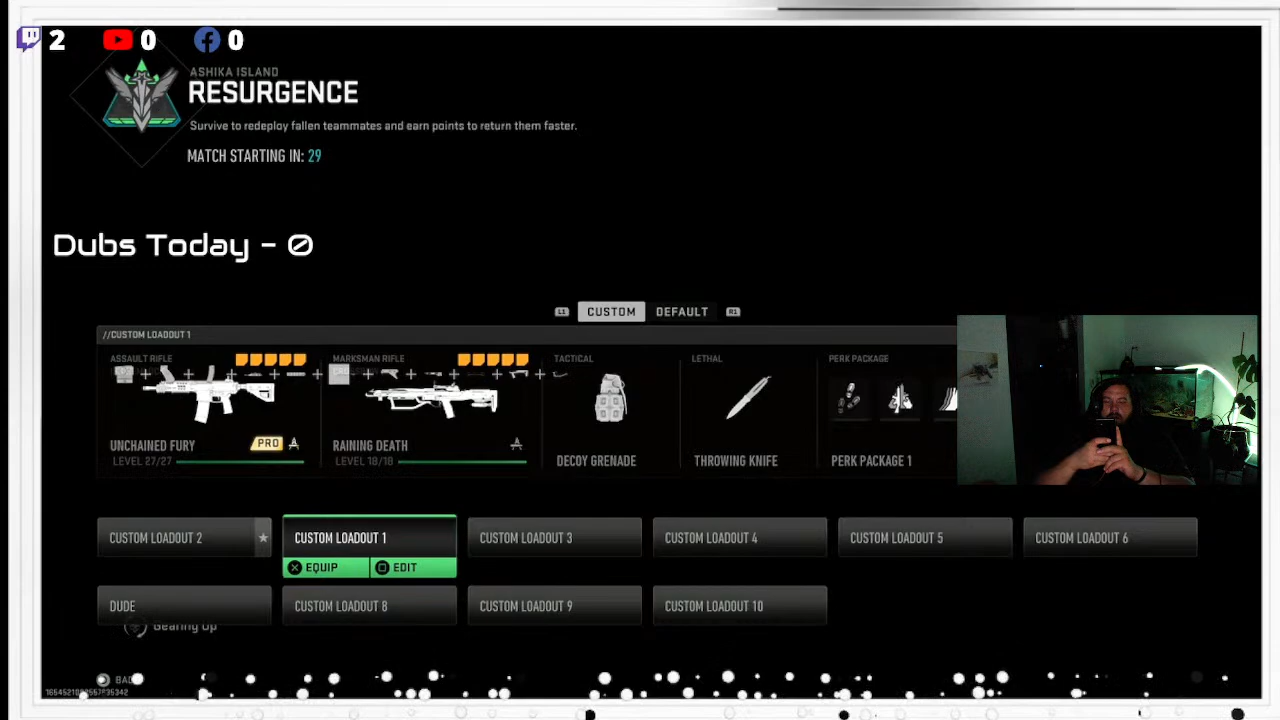 2 0 0
ASHIKA ISLAND
RESURGENCE
Survive to redeploy fallen teammates and earn points to return them faster.
MATCH STARTING IN: 29
Dubs Today - 0
L1 CUSTOM DEFAULT R1
//CUSTOM LOADOUT 1
ASSAULT RIFLE MARKSMAN RIFLE TACTICAL LETHAL PERK PACKAGE
UNCHAINED FURY PRO RAINING DEATH
LEVEL 27/27 LEVEL 18/18 DECOY GRENADE THROWING KNIFE PERK PACKAGE 1
CUSTOM LOADOUT 2 CUSTOM LOADOUT 1 CUSTOM LOADOUT 3 CUSTOM LOADOUT 4 CUSTOM LOADOUT 5 CUSTOM LOADOUT 6
EQUIP EDIT
DUDE CUSTOM LOADOUT 8 CUSTOM LOADOUT 9 CUSTOM LOADOUT 10
Gearing Up